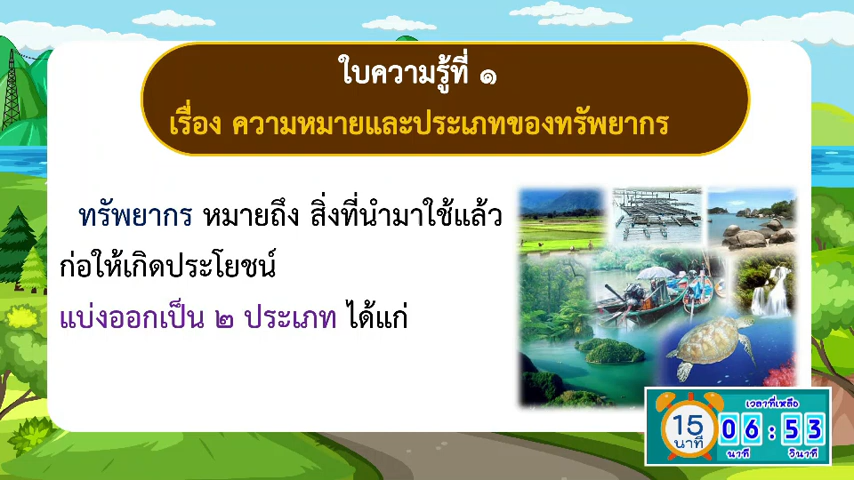 ใบความรู้ที่ ๑
เรื่อง ความหมายและประเภทของทรัพยากร
ทรัพยากร หมายถึง สิ่งที่นำมาใช้แล้ว
ก่อให้เกิดประโยชน์
แบ่งออกเป็น ๒ ประเภท ได้แก่
15
นาที
เวลาที่เหลือ
06:53
นาที วินาที